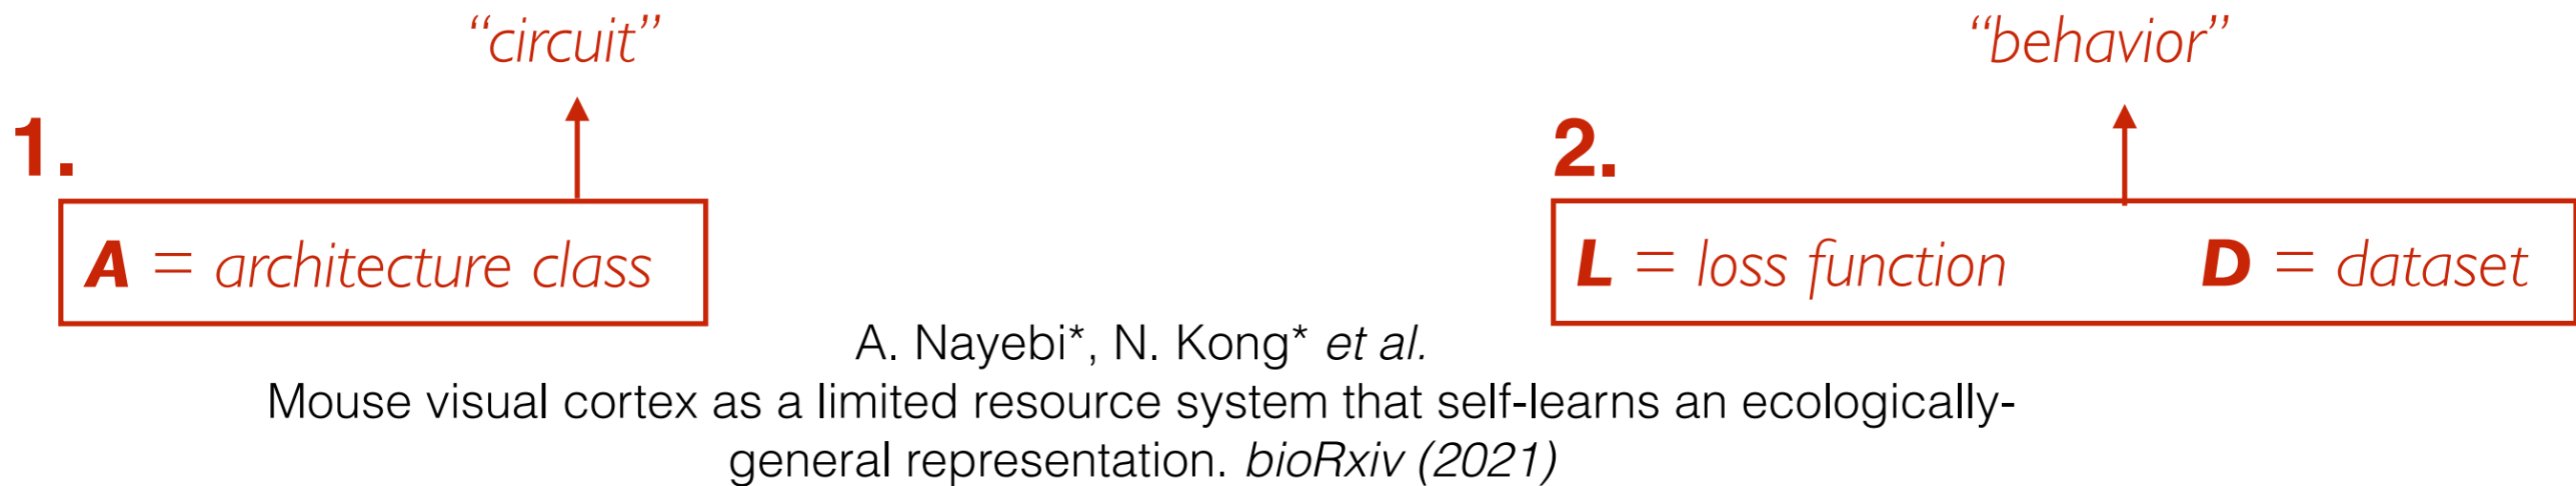 “circuit”
“behavior”
1.
2.
A = architecture class
L = loss function D = dataset
A. Nayebi*, N. Kong* et al.
Mouse visual cortex as a limited resource system that self-learns an ecologically-
general representation. bioRxiv (2021)